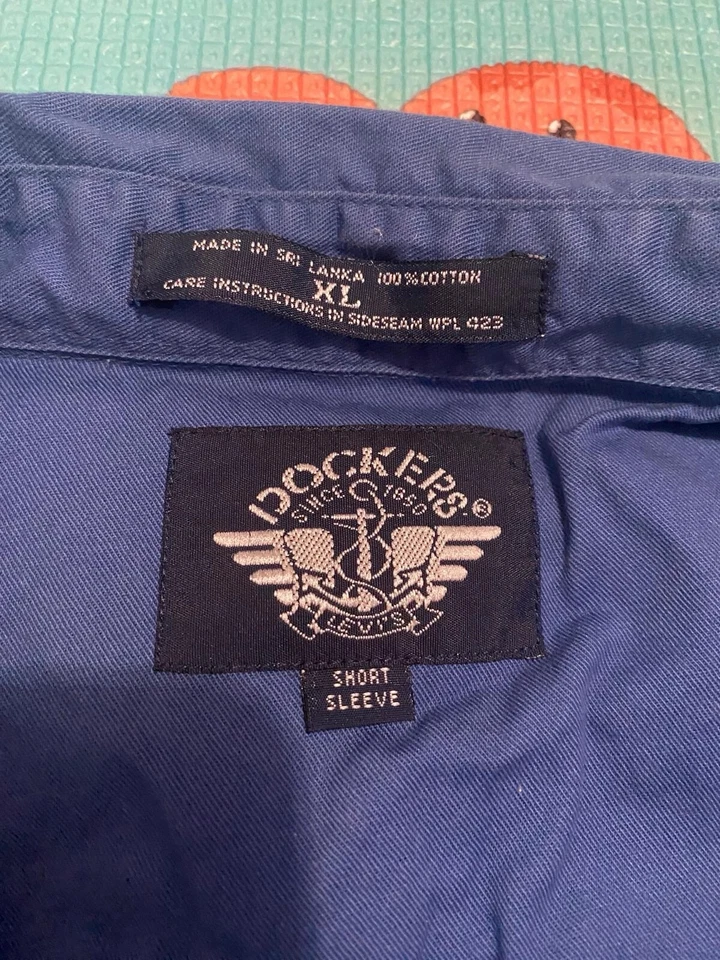 MADE IN SRI LANKA 100% COTTON
XL
CARE INSTRUCTIONS IN SIDESEAM WPL 423
DOCKERS®
SINCE 1850
LEVI'S
SHORT
SLEEVE